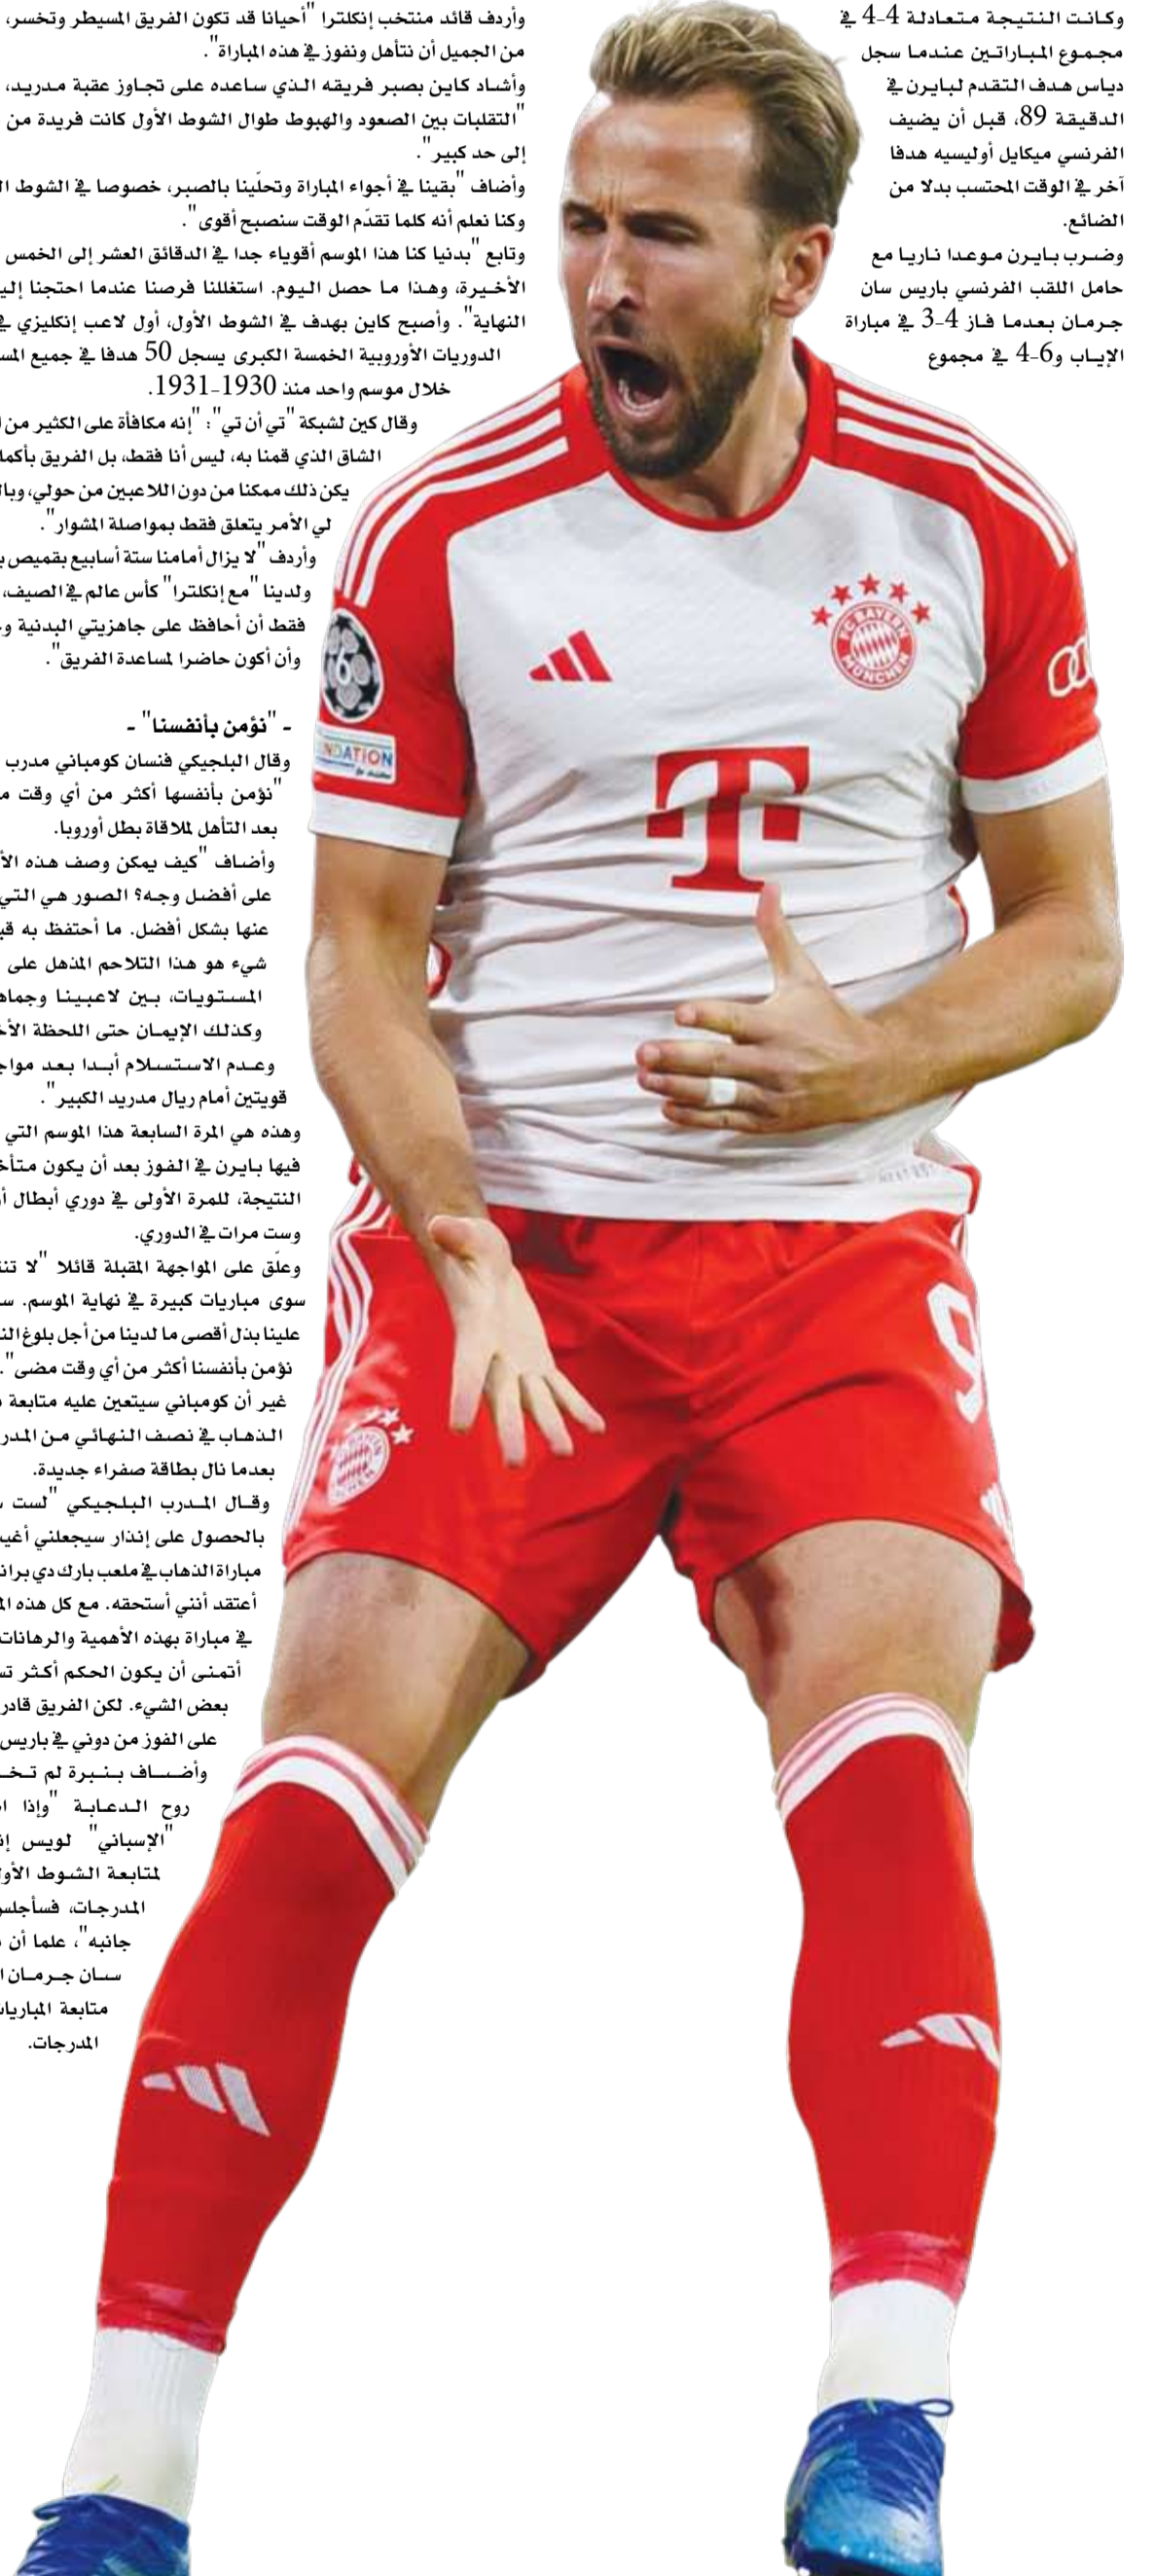 وكانت النتيجة متعادلة 4-4 في
مجموع المباراتين عندما سجل
دياس هدف التقدم لبايرن في
الدقيقة 89، قبل أن يضيف
الفرنسي ميكايل أوليسيه هدفا
آخر في الوقت المحتسب بدلا من
الضائع.
وضرب بايرن موعدا ناريا مع
حامل اللقب الفرنسي باريس سان
جرمان بعدما فاز 4-3 في مباراة
الإياب و6-4 في مجموع
وأردف قائد منتخب إنكلترا "أحيانا قد تكون الفريق المسيطر وتخسر،
من الجميل أن نتأهل ونفوز في هذه المباراة".
وأشاد كاين بصبر فريقه الذي ساعده على تجاوز عقبة مدريد،
"التقلبات بين الصعود والهبوط طوال الشوط الأول كانت فريدة من
إلى حد كبير".
وأضاف "بقينا في أجواء المباراة وتحلّينا بالصبر، خصوصا في الشوط
وكنا نعلم أنه كلما تقدّم الوقت سنصبح أقوى".
وتابع "بدنيا كنا هذا الموسم أقوياء جدا في الدقائق العشر إلى الخمس
الأخيرة، وهذا ما حصل اليوم. استغللنا فرصنا عندما احتجنا
النهاية". وأصبح كاين بهدف في الشوط الأول، أول لاعب إنكليزي في
الدوريات الأوروبية الخمسة الكبرى يسجل 50 هدفا في جميع
خلال موسم واحد منذ 1930-1931.
وقال كين لشبكة "تي أن تي": "إنه مكافأة على الكثير من
الشاق الذي قمنا به، ليس أنا فقط، بل الفريق
يكن ذلك ممكنا من دون اللاعبين من حولي،
لي الأمر يتعلق فقط بمواصلة المشوار".
وأردف "لا يزال أمامنا ستة أسابيع بقميص
ولدينا "مع إنكلترا" كأس عالم في الصيف،
فقط أن أحافظ على جاهزيتي البدنية
وأن أكون حاضرا لمساعدة الفريق".
- "نؤمن بأنفسنا" -
وقال البلجيكي فنسان كومباني مدرب
"نؤمن بأنفسها أكثر من أي وقت
بعد التأهل لملاقاة بطل أوروبا.
وأضاف "كيف يمكن وصف هذه
على أفضل وجه؟ الصور هي التي
عنها بشكل أفضل. ما أحتفظ به
شيء هو هذا التلاحم المذهل على
المستويات، بين لاعبينا
وكذلك الإيمان حتى اللحظة
وعدم الاستسلام أبدا بعد
قويتين أمام ريال مدريد الكبير".
وهذه هي المرة السابعة هذا الموسم التي
فيها بايرن في الفوز بعد أن يكون
النتيجة، للمرة الأولى في دوري أبطال
وست مرات في الدوري.
وعلّق على المواجهة المقبلة قائلا "لا
سوى مباريات كبيرة في نهاية الموسم.
علينا بذل أقصى ما لدينا من أجل بلوغ
نؤمن بأنفسنا أكثر من أي وقت مضى".
غير أن كومباني سيتعين عليه متابعة
الذهاب في نصف النهائي من
بعدما نال بطاقة صفراء جديدة.
وقال المدرب البلجيكي "لست
بالحصول على إنذار سيجعلني
مباراة الذهاب في ملعب بارك دي
أعتقد أنني أستحقه. مع كل هذه
في مباراة بهذه الأهمية والرهانات
أتمنى أن يكون الحكم أكثر
بعض الشيء. لكن الفريق قادر
على الفوز من دوني في باريس
وأضاف بنبرة لم
روح الدعابة "وإذا
"الإسباني" لويس
لمتابعة الشوط
المدرجات، فسأجلس
جانبه"، علما أن
سان جرمان
متابعة
المدرجات.
FC BAYERN
MÜNCHEN
T
6
9